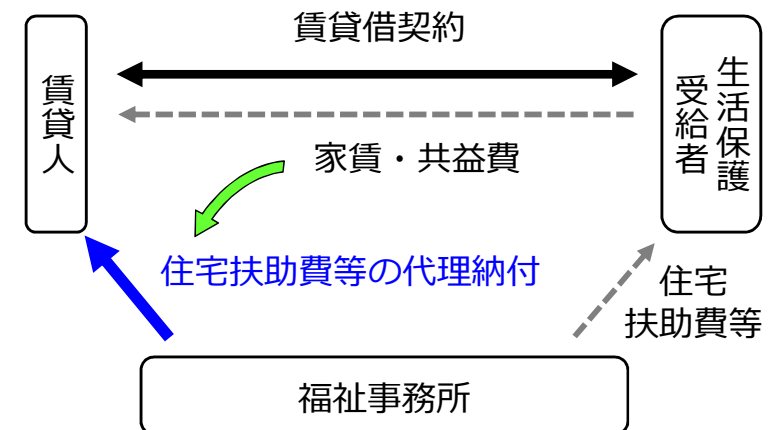 賃貸借契約
賃貸人
生活保護
受給者
家賃・共益費
住宅扶助費等の代理納付
住宅
扶助費等
福祉事務所